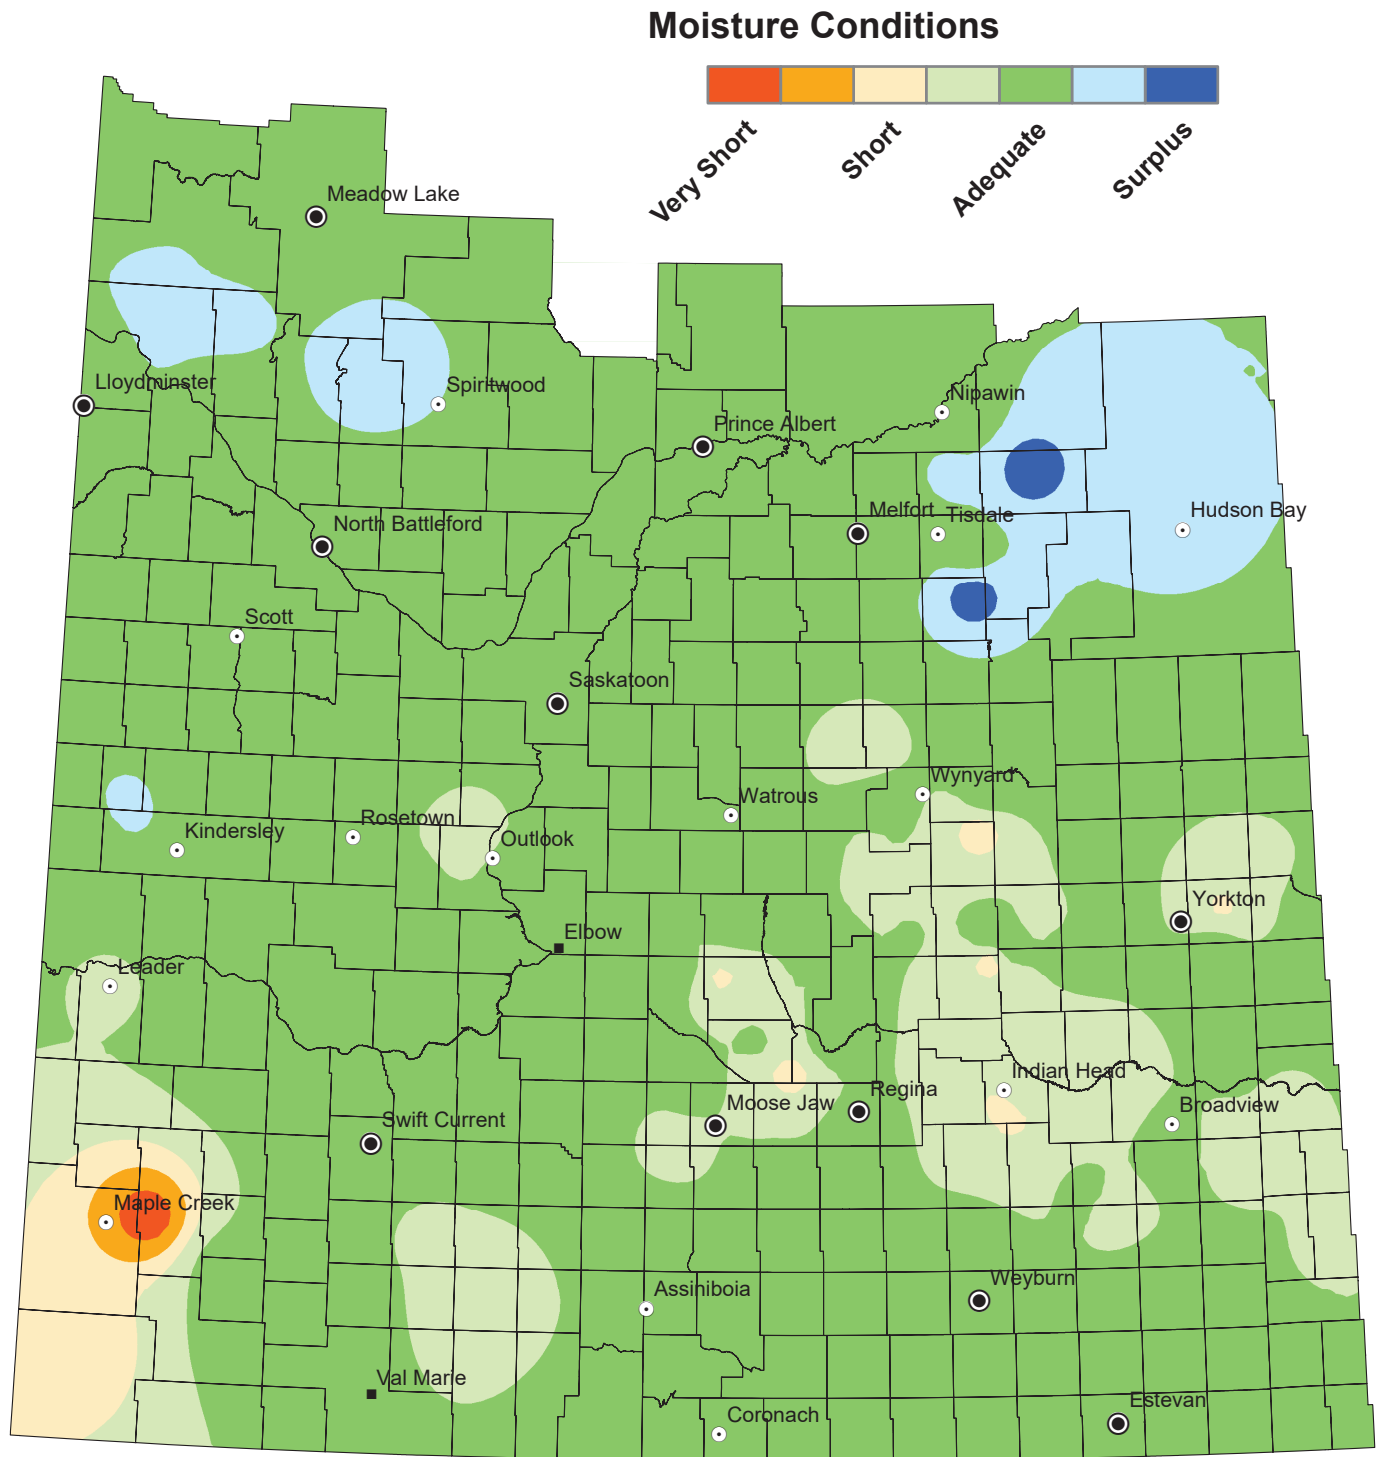 Moisture Conditions
Very Short
Short
Adequate
Surplus
Meadow Lake
Lloydminster
Spiritwood
Nipawin
Prince Albert
Hudson Bay
Melfort
Tisdale
North Battleford
Scott
Saskatoon
Wynyard
Watrous
Rosetown
Kindersley
Outlook
Yorkton
Elbow
Leader
Indian Head
Regina
Moose Jaw
Broadview
Swift Current
Maple Creek
Weyburn
Assiniboia
Val Marie
Estevan
Coronach